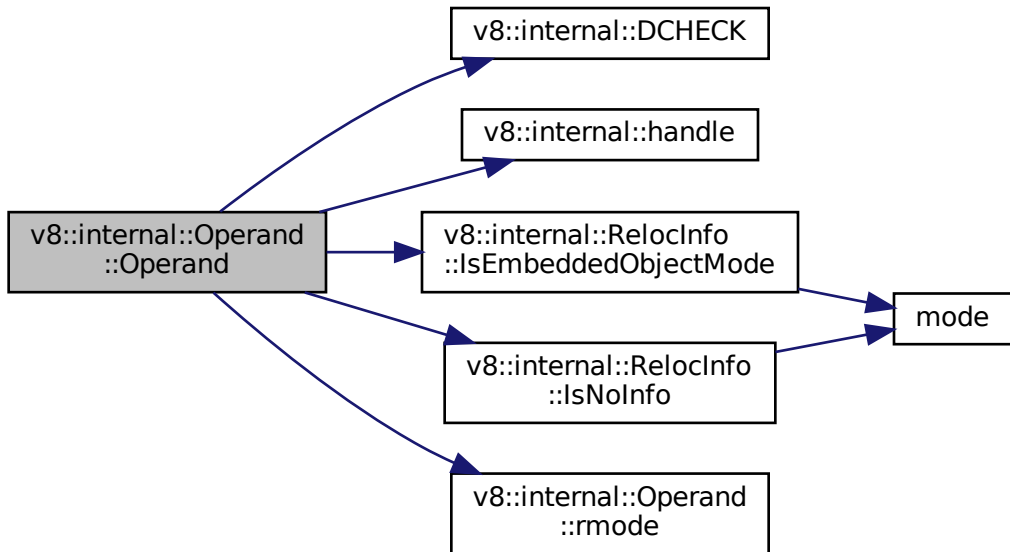 v8::internal::DCHECK
v8::internal::handle
v8::internal::Operand
::Operand
v8::internal::RelocInfo
::IsEmbeddedObjectMode
mode
v8::internal::RelocInfo
::IsNoInfo
v8::internal::Operand
::rmode